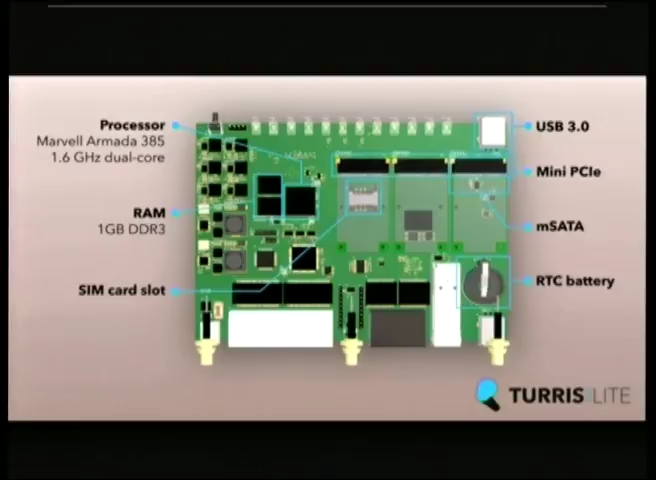 Processor
Marvell Armada 385
1.6 GHz dual-core
RAM
1GB DDR3
SIM card slot
USB 3.0
Mini PCIe
mSATA
RTC battery
TURRIS LITE